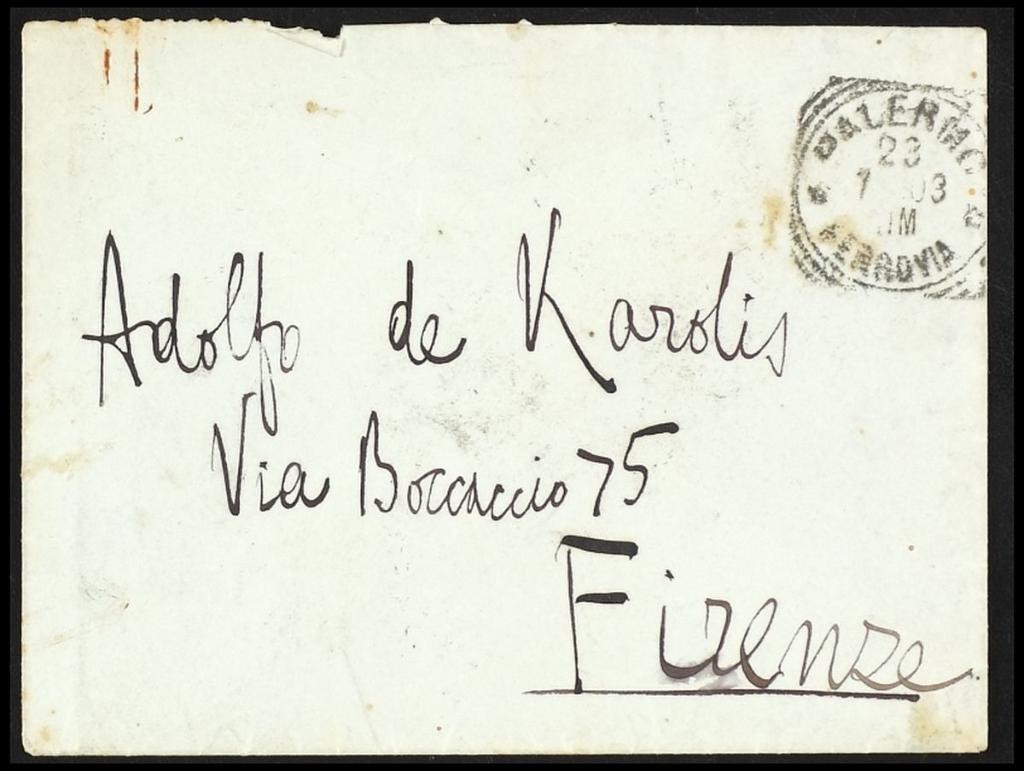 PALERMO
23
1 03
M
FERROVIA
Adolfo de Karolis
Via Boccaccio 75
Firenze